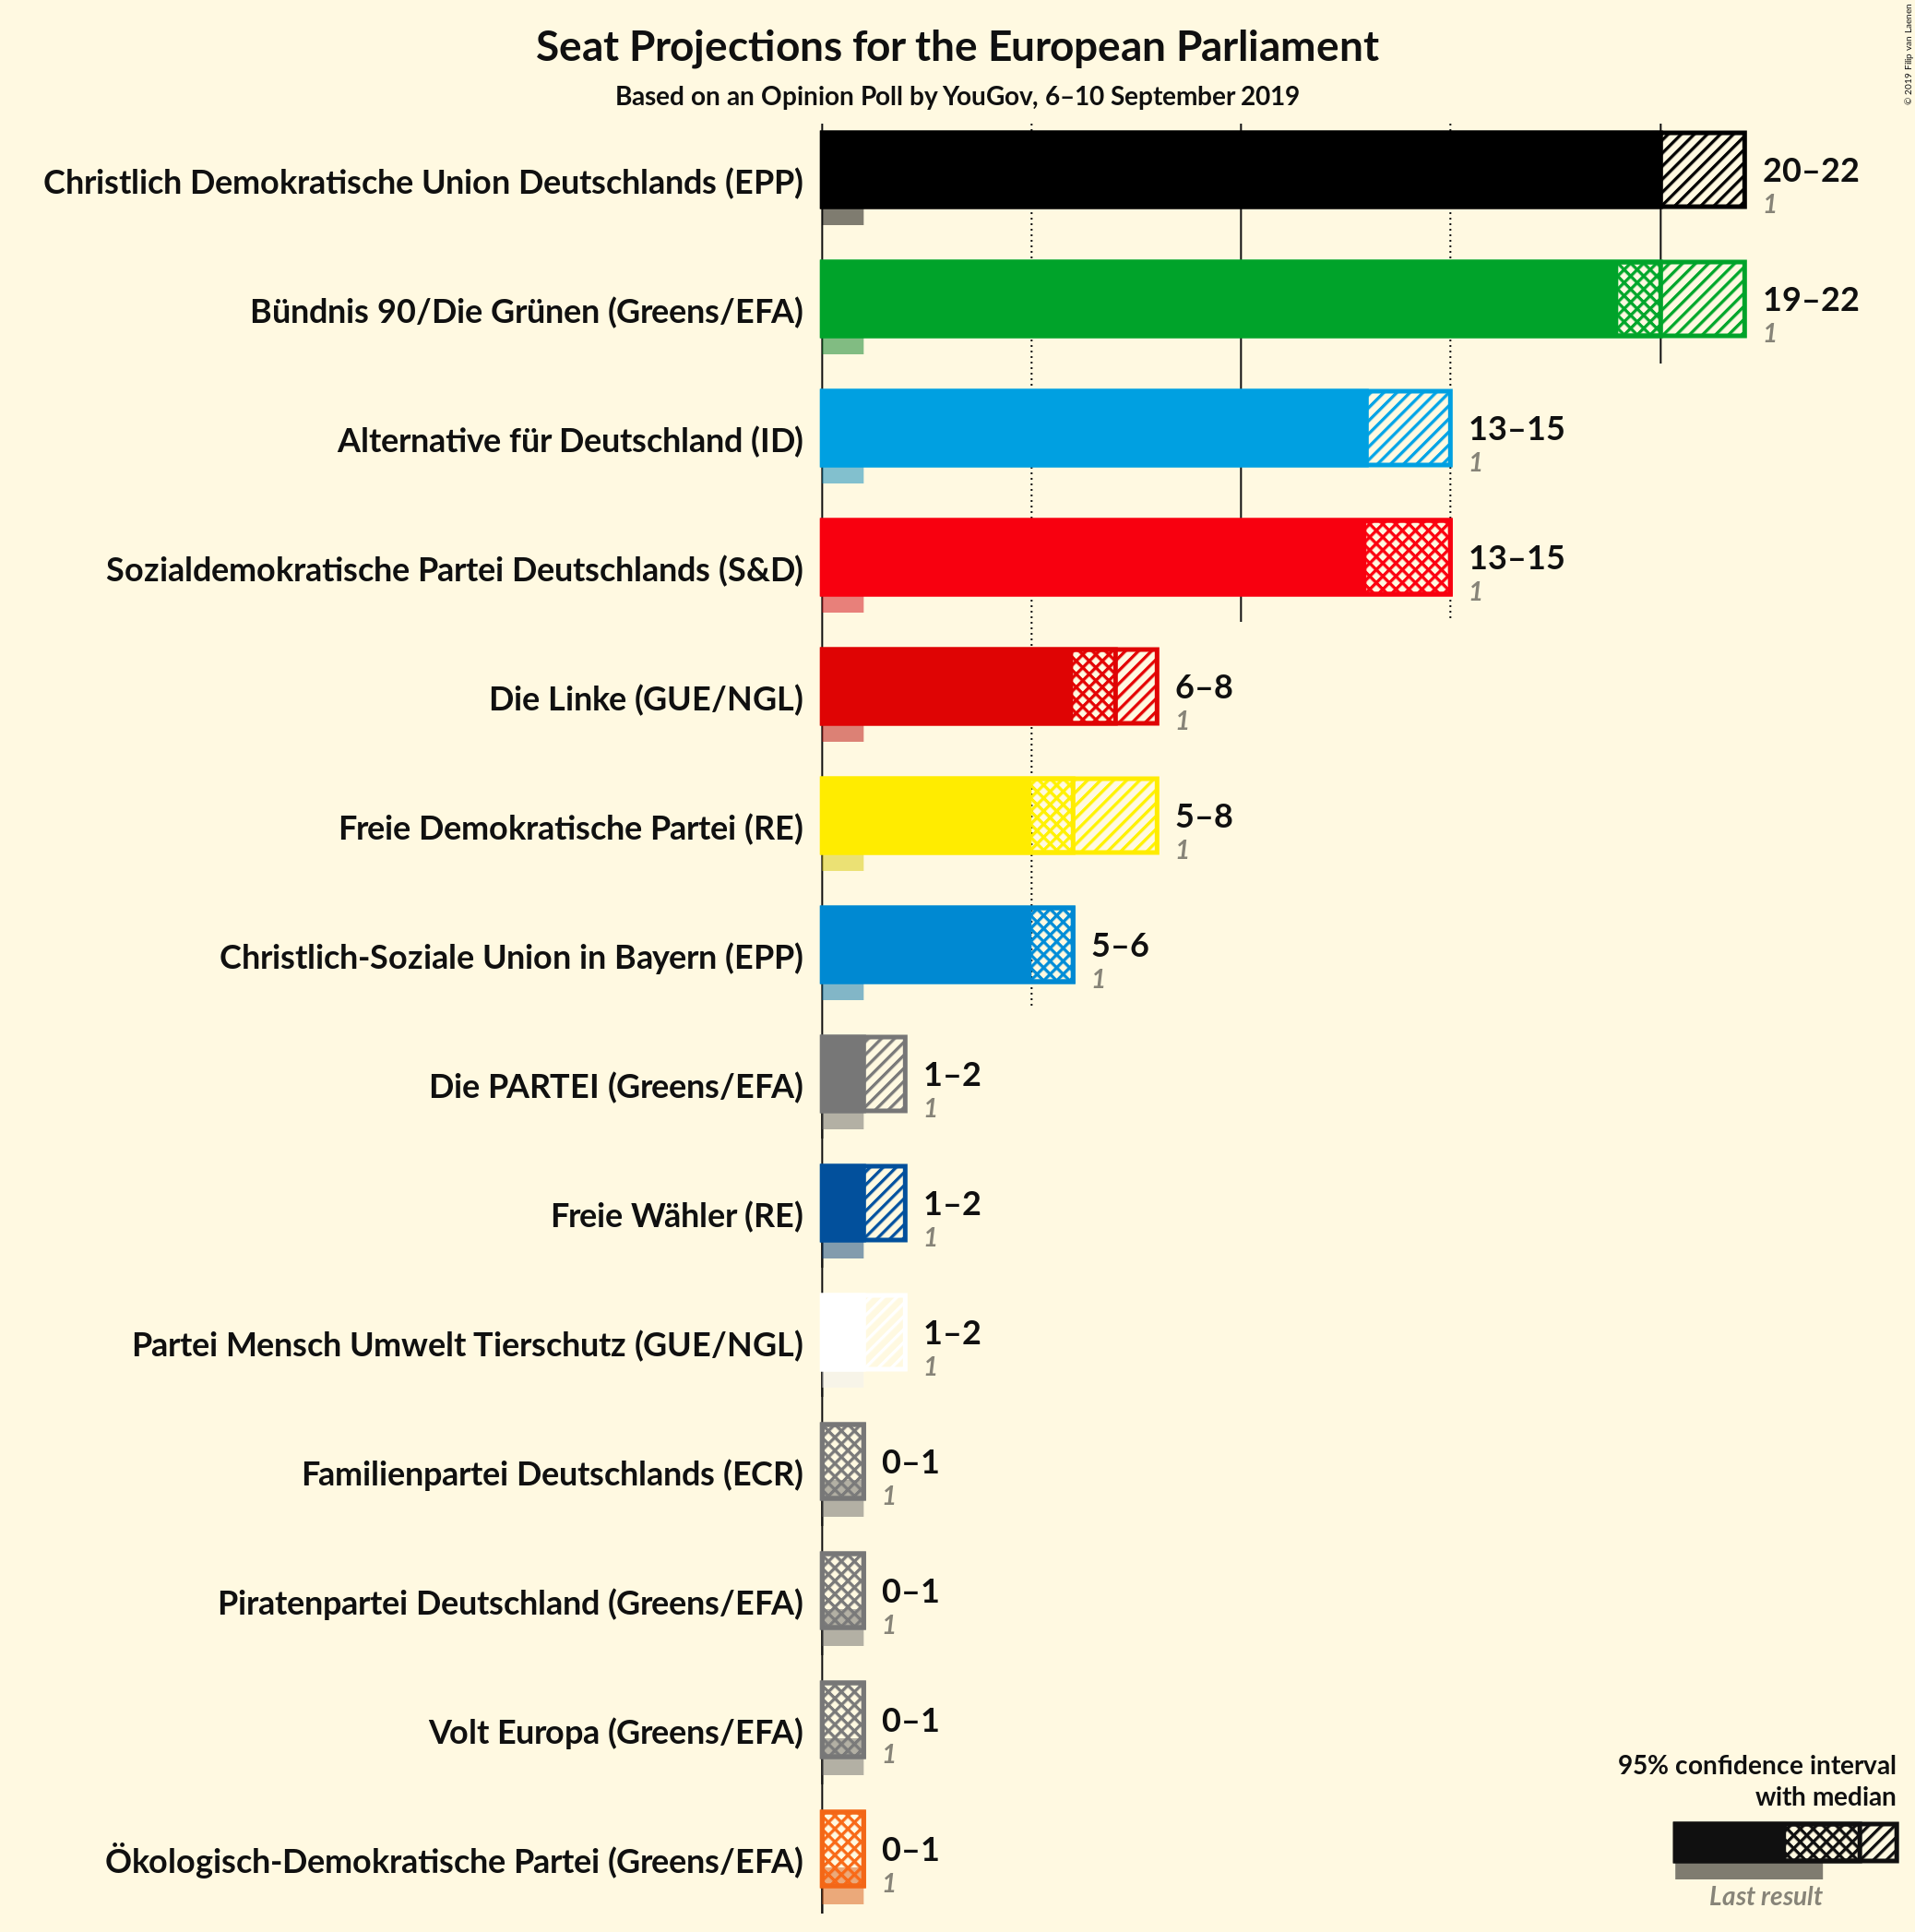 Seat Projections for the European Parliament
Based on an Opinion Poll by YouGov, 6–10 September 2019
© 2019 Filip van Laenen
Christlich Demokratische Union Deutschlands (EPP)
20–22
1
Bündnis 90/Die Grünen (Greens/EFA)
19–22
1
Alternative für Deutschland (ID)
13–15
1
Sozialdemokratische Partei Deutschlands (S&D)
13–15
1
Die Linke (GUE/NGL)
6–8
1
Freie Demokratische Partei (RE)
5–8
1
Christlich-Soziale Union in Bayern (EPP)
5–6
1
Die PARTEI (Greens/EFA)
1–2
1
Freie Wähler (RE)
1–2
1
Partei Mensch Umwelt Tierschutz (GUE/NGL)
1–2
1
Familienpartei Deutschlands (ECR)
0–1
1
Piratenpartei Deutschland (Greens/EFA)
0–1
1
Volt Europa (Greens/EFA)
0–1
1
Ökologisch-Demokratische Partei (Greens/EFA)
0–1
1
95% confidence interval
with median
Last result